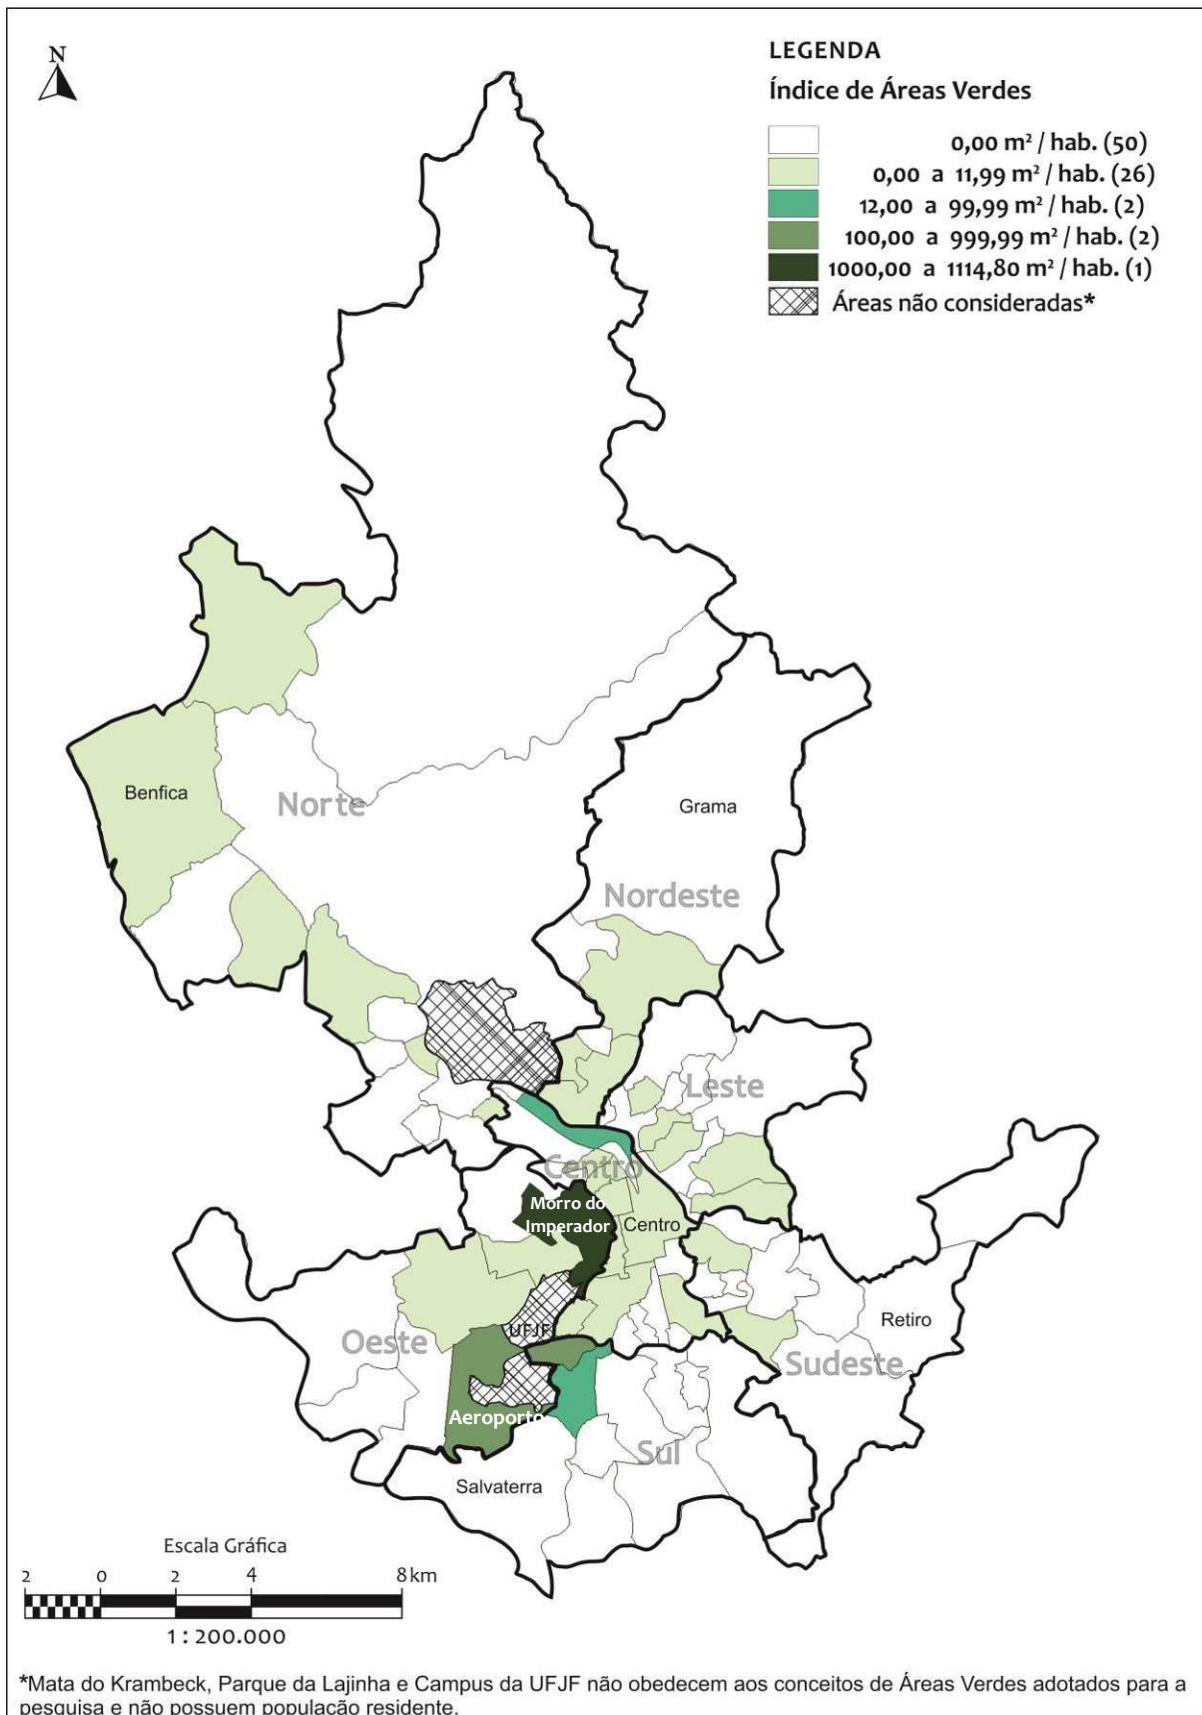 N
LEGENDA
Índice de Áreas Verdes
0,00 m² / hab. (50)
0,00 a 11,99 m² / hab. (26)
12,00 a 99,99 m² / hab. (2)
100,00 a 999,99 m² / hab. (2)
1000,00 a 1114,80 m² / hab. (1)
Áreas não consideradas*
Benfica
Norte
Grama
Nordeste
Leste
Centro
Morro do
Imperador
Centro
UFJF
Oeste
Retiro
Sudeste
Aeroporto
Sul
Salvaterra
Escala Gráfica
2 0 2 4 8 km
1 : 200.000
*Mata do Krambeck, Parque da Lajinha e Campus da UFJF não obedecem aos conceitos de Áreas Verdes adotados para a
pesquisa e não possuem população residente.